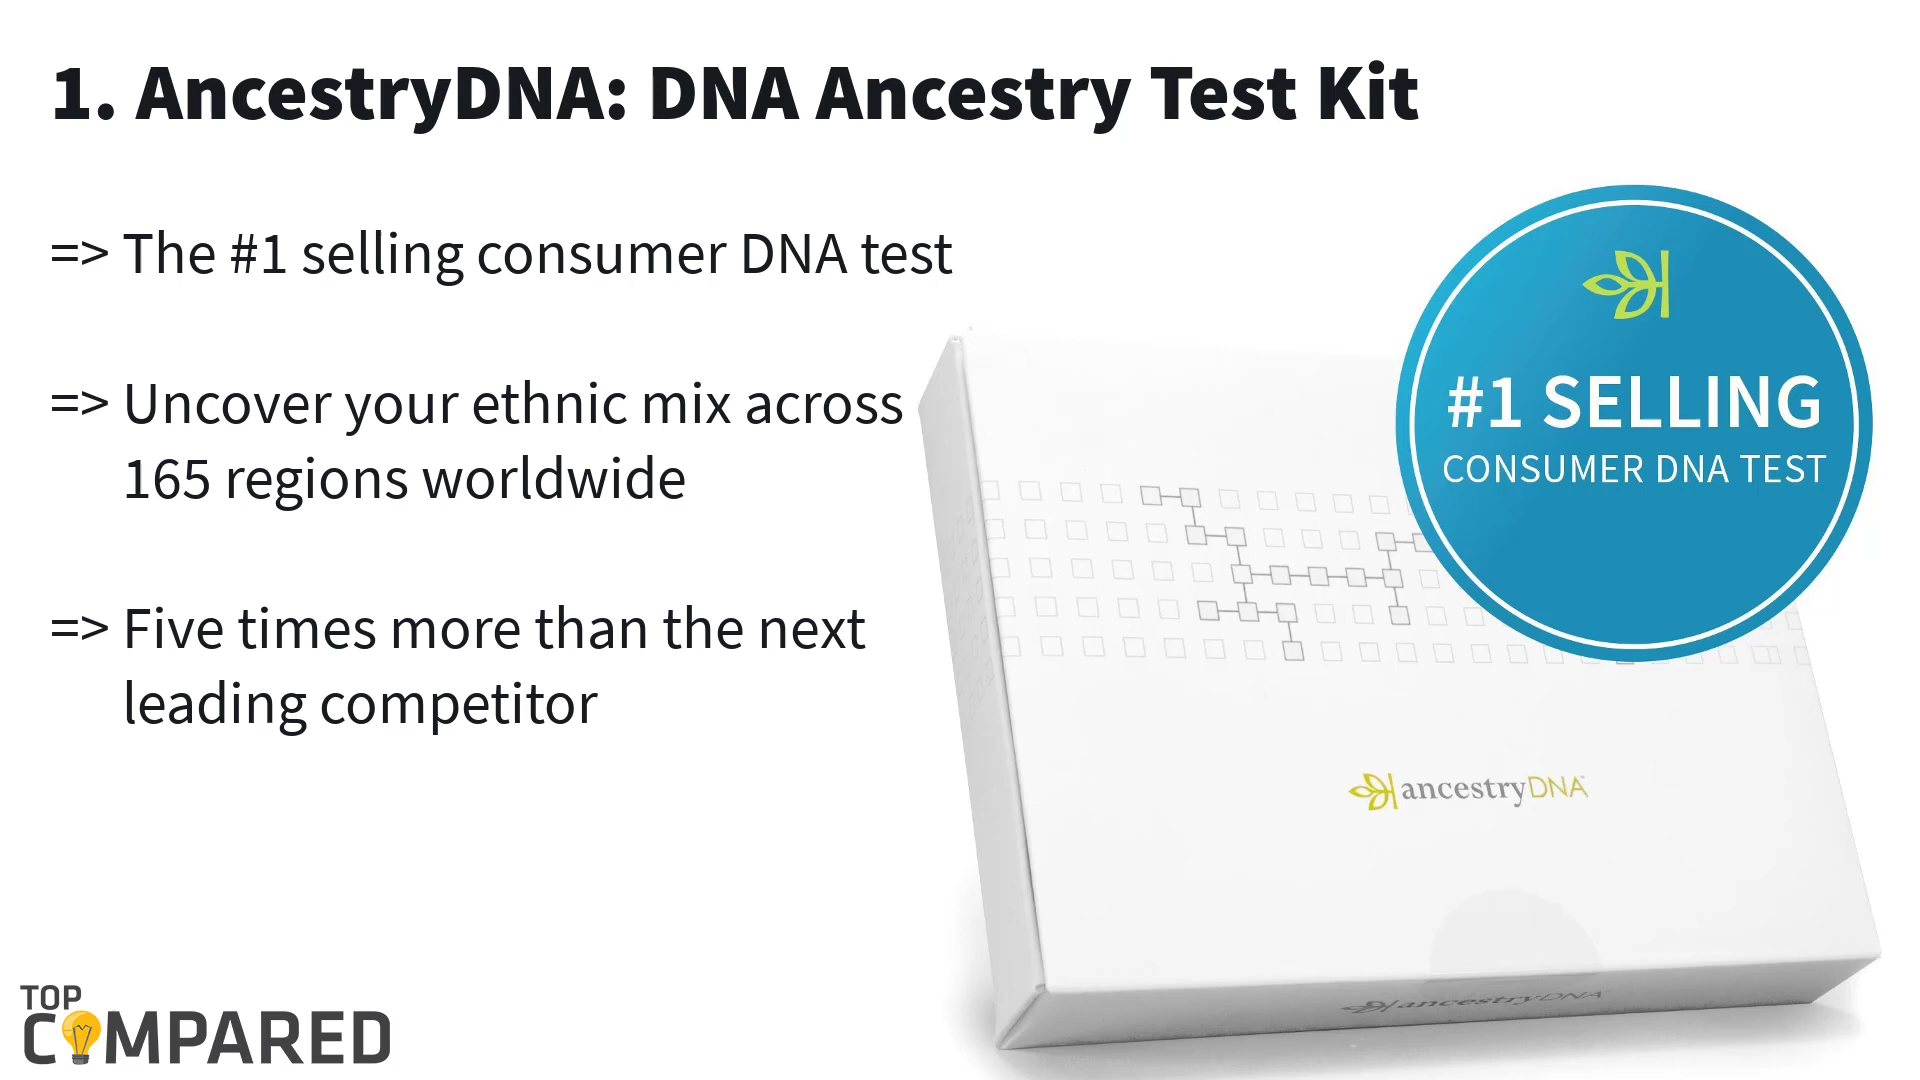 1. AncestryDNA: DNA Ancestry Test Kit
=> The #1 selling consumer DNA test
=> Uncover your ethnic mix across
165 regions worldwide
=> Five times more than the next
leading competitor
#1 SELLING
CONSUMER DNA TEST
ancestryDNA
ancestryDNA
TOP
COMPARED